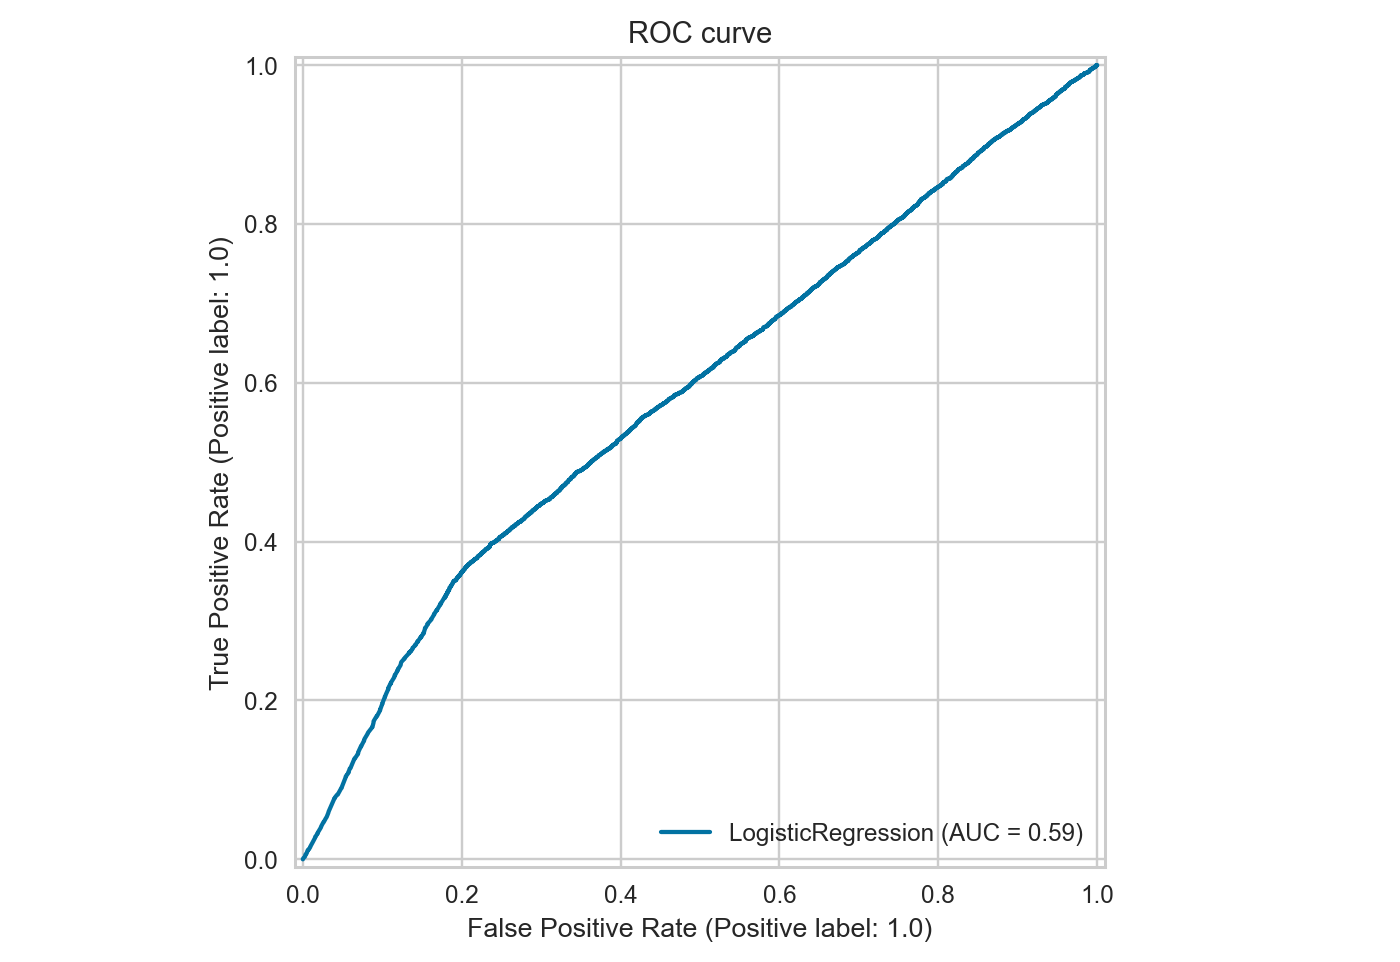 ROC curve
1.0
0.8
0.6
0.4
0.2
0.0
True Positive Rate (Positive label: 1.0)
LogisticRegression (AUC = 0.59)
0.0 0.2 0.4 0.6 0.8 1.0
False Positive Rate (Positive label: 1.0)